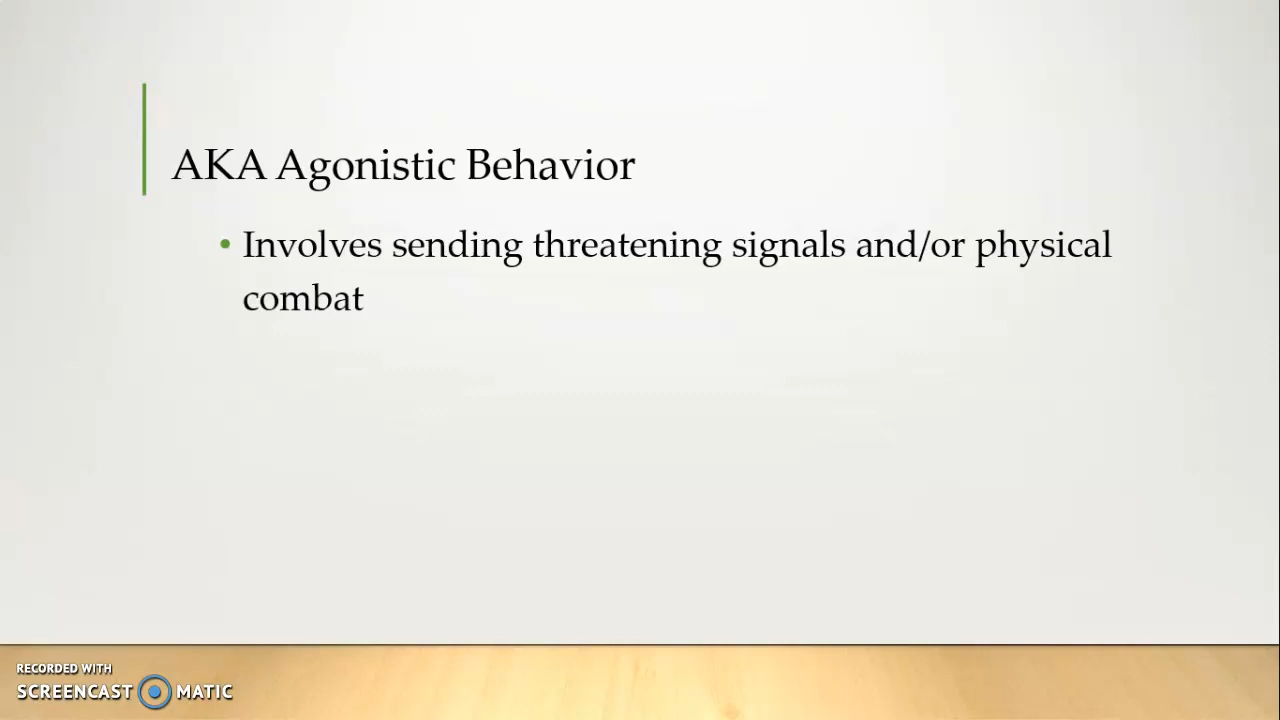 AKA Agonistic Behavior
• Involves sending threatening signals and/or physical
combat
RECORDED WITH
SCREENCAST MATIC